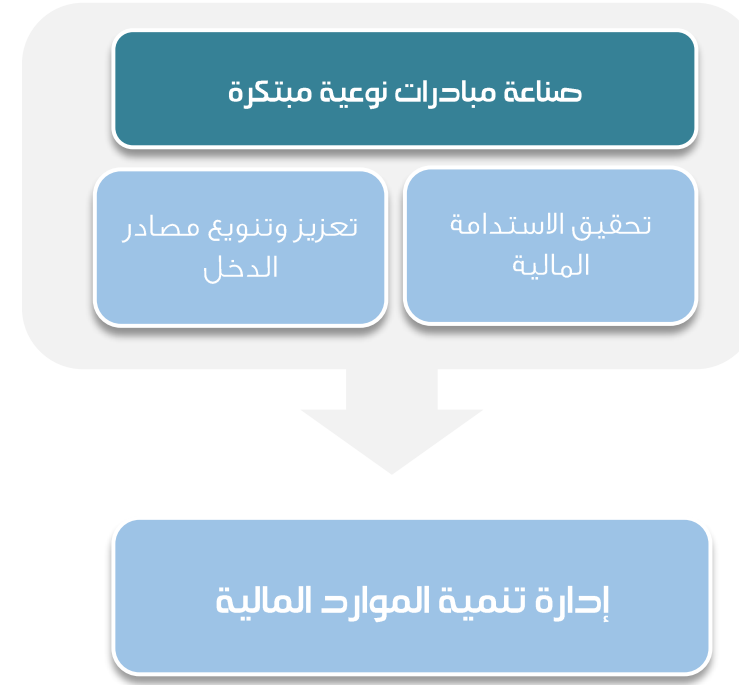 صناعة مبادرات نوعية مبتكرة
تحقيق الاستدامة
المالية
تعزيز وتنويع مصادر
الدخل
إدارة تنمية الموارد المالية